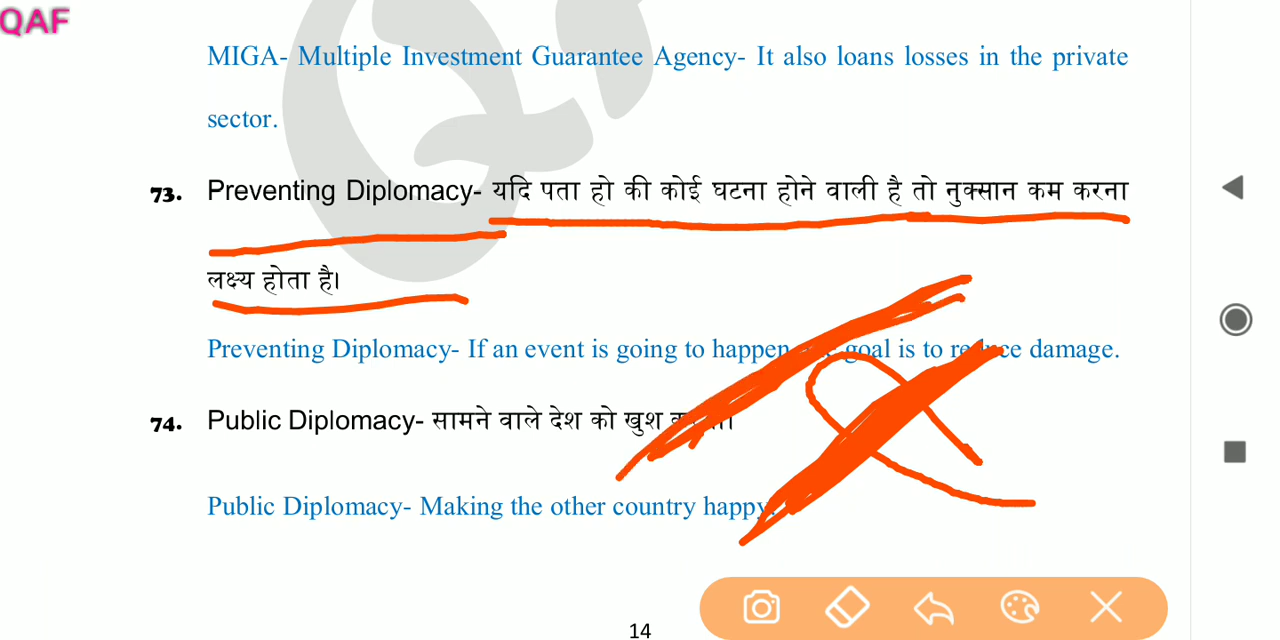 QAF
MIGA- Multiple Investment Guarantee Agency- It also loans losses in the private
sector.
73. Preventing Diplomacy- यदि पता हो की कोई घटना होने वाली है तो नुक्सान कम करना
लक्ष्य होता है।
Preventing Diplomacy- If an event is going to happen goal is to reduce damage.
74. Public Diplomacy- सामने वाले देश को खुश
Public Diplomacy- Making the other country happy.
14